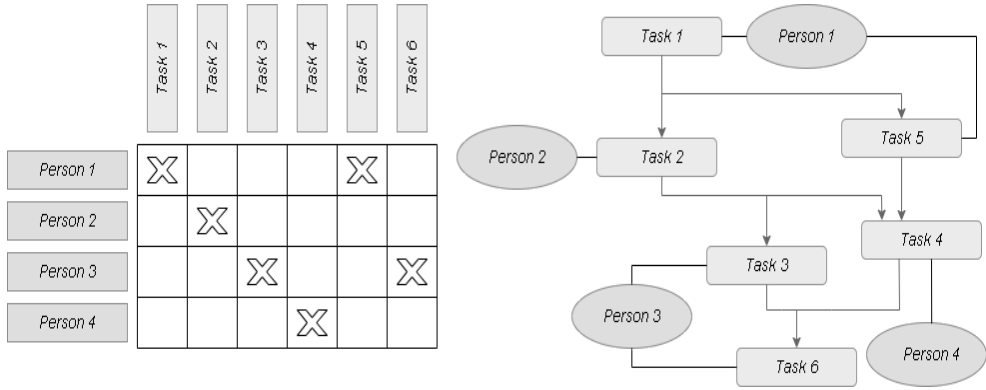 Task 1
Task 2
Task 3
Task 4
Task 5
Task 6
Person 1
X
X
Person 2
X
Person 3
X
X
Person 4
X
Task 1
Person 1
Task 5
Person 2
Task 2
Task 4
Task 3
Person 3
Person 4
Task 6